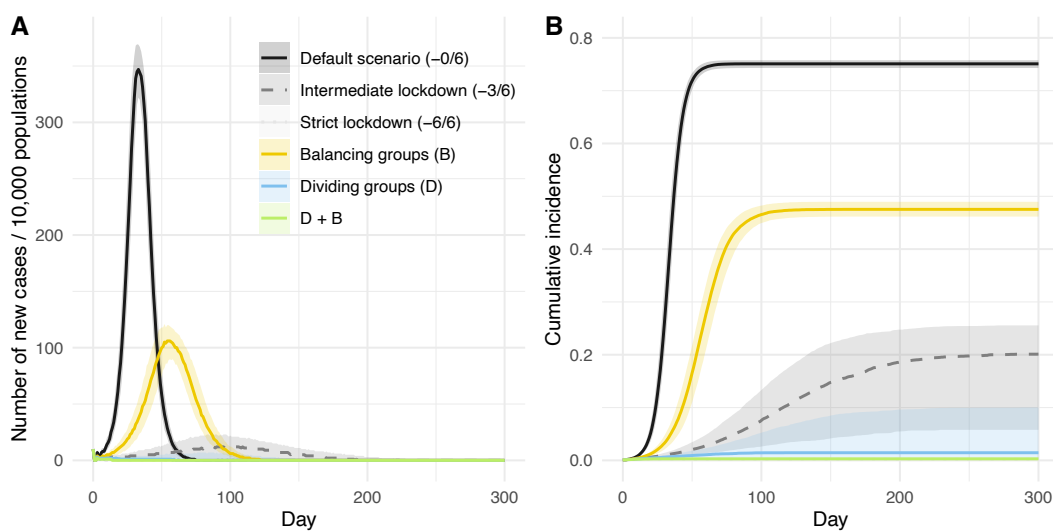 A
Number of new cases / 10,000 populations
300
200
100
0
0
100
200
300
Day
Default scenario (−0/6)
Intermediate lockdown (−3/6)
Strict lockdown (−6/6)
Balancing groups (B)
Dividing groups (D)
D + B
B
Cumulative incidence
0.8
0.6
0.4
0.2
0.0
0
100
200
300
Day